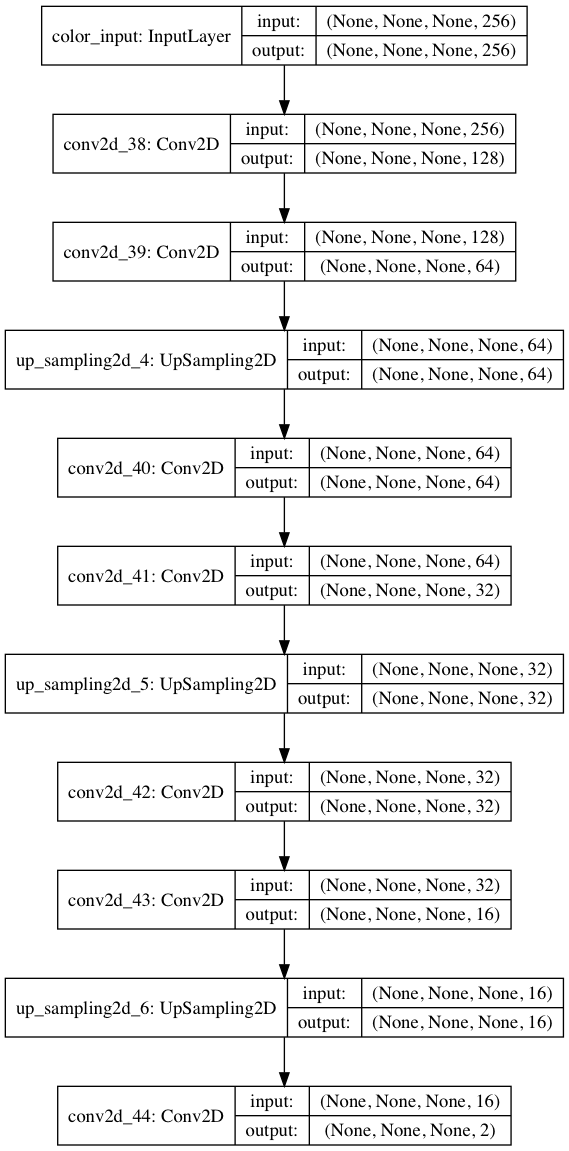 color_input: InputLayer
input: (None, None, None, 256)
output: (None, None, None, 256)
conv2d_38: Conv2D
input: (None, None, None, 256)
output: (None, None, None, 128)
conv2d_39: Conv2D
input: (None, None, None, 128)
output: (None, None, None, 64)
up_sampling2d_4: UpSampling2D
input: (None, None, None, 64)
output: (None, None, None, 64)
conv2d_40: Conv2D
input: (None, None, None, 64)
output: (None, None, None, 64)
conv2d_41: Conv2D
input: (None, None, None, 64)
output: (None, None, None, 32)
up_sampling2d_5: UpSampling2D
input: (None, None, None, 32)
output: (None, None, None, 32)
conv2d_42: Conv2D
input: (None, None, None, 32)
output: (None, None, None, 32)
conv2d_43: Conv2D
input: (None, None, None, 32)
output: (None, None, None, 16)
up_sampling2d_6: UpSampling2D
input: (None, None, None, 16)
output: (None, None, None, 16)
conv2d_44: Conv2D
input: (None, None, None, 16)
output: (None, None, None, 2)